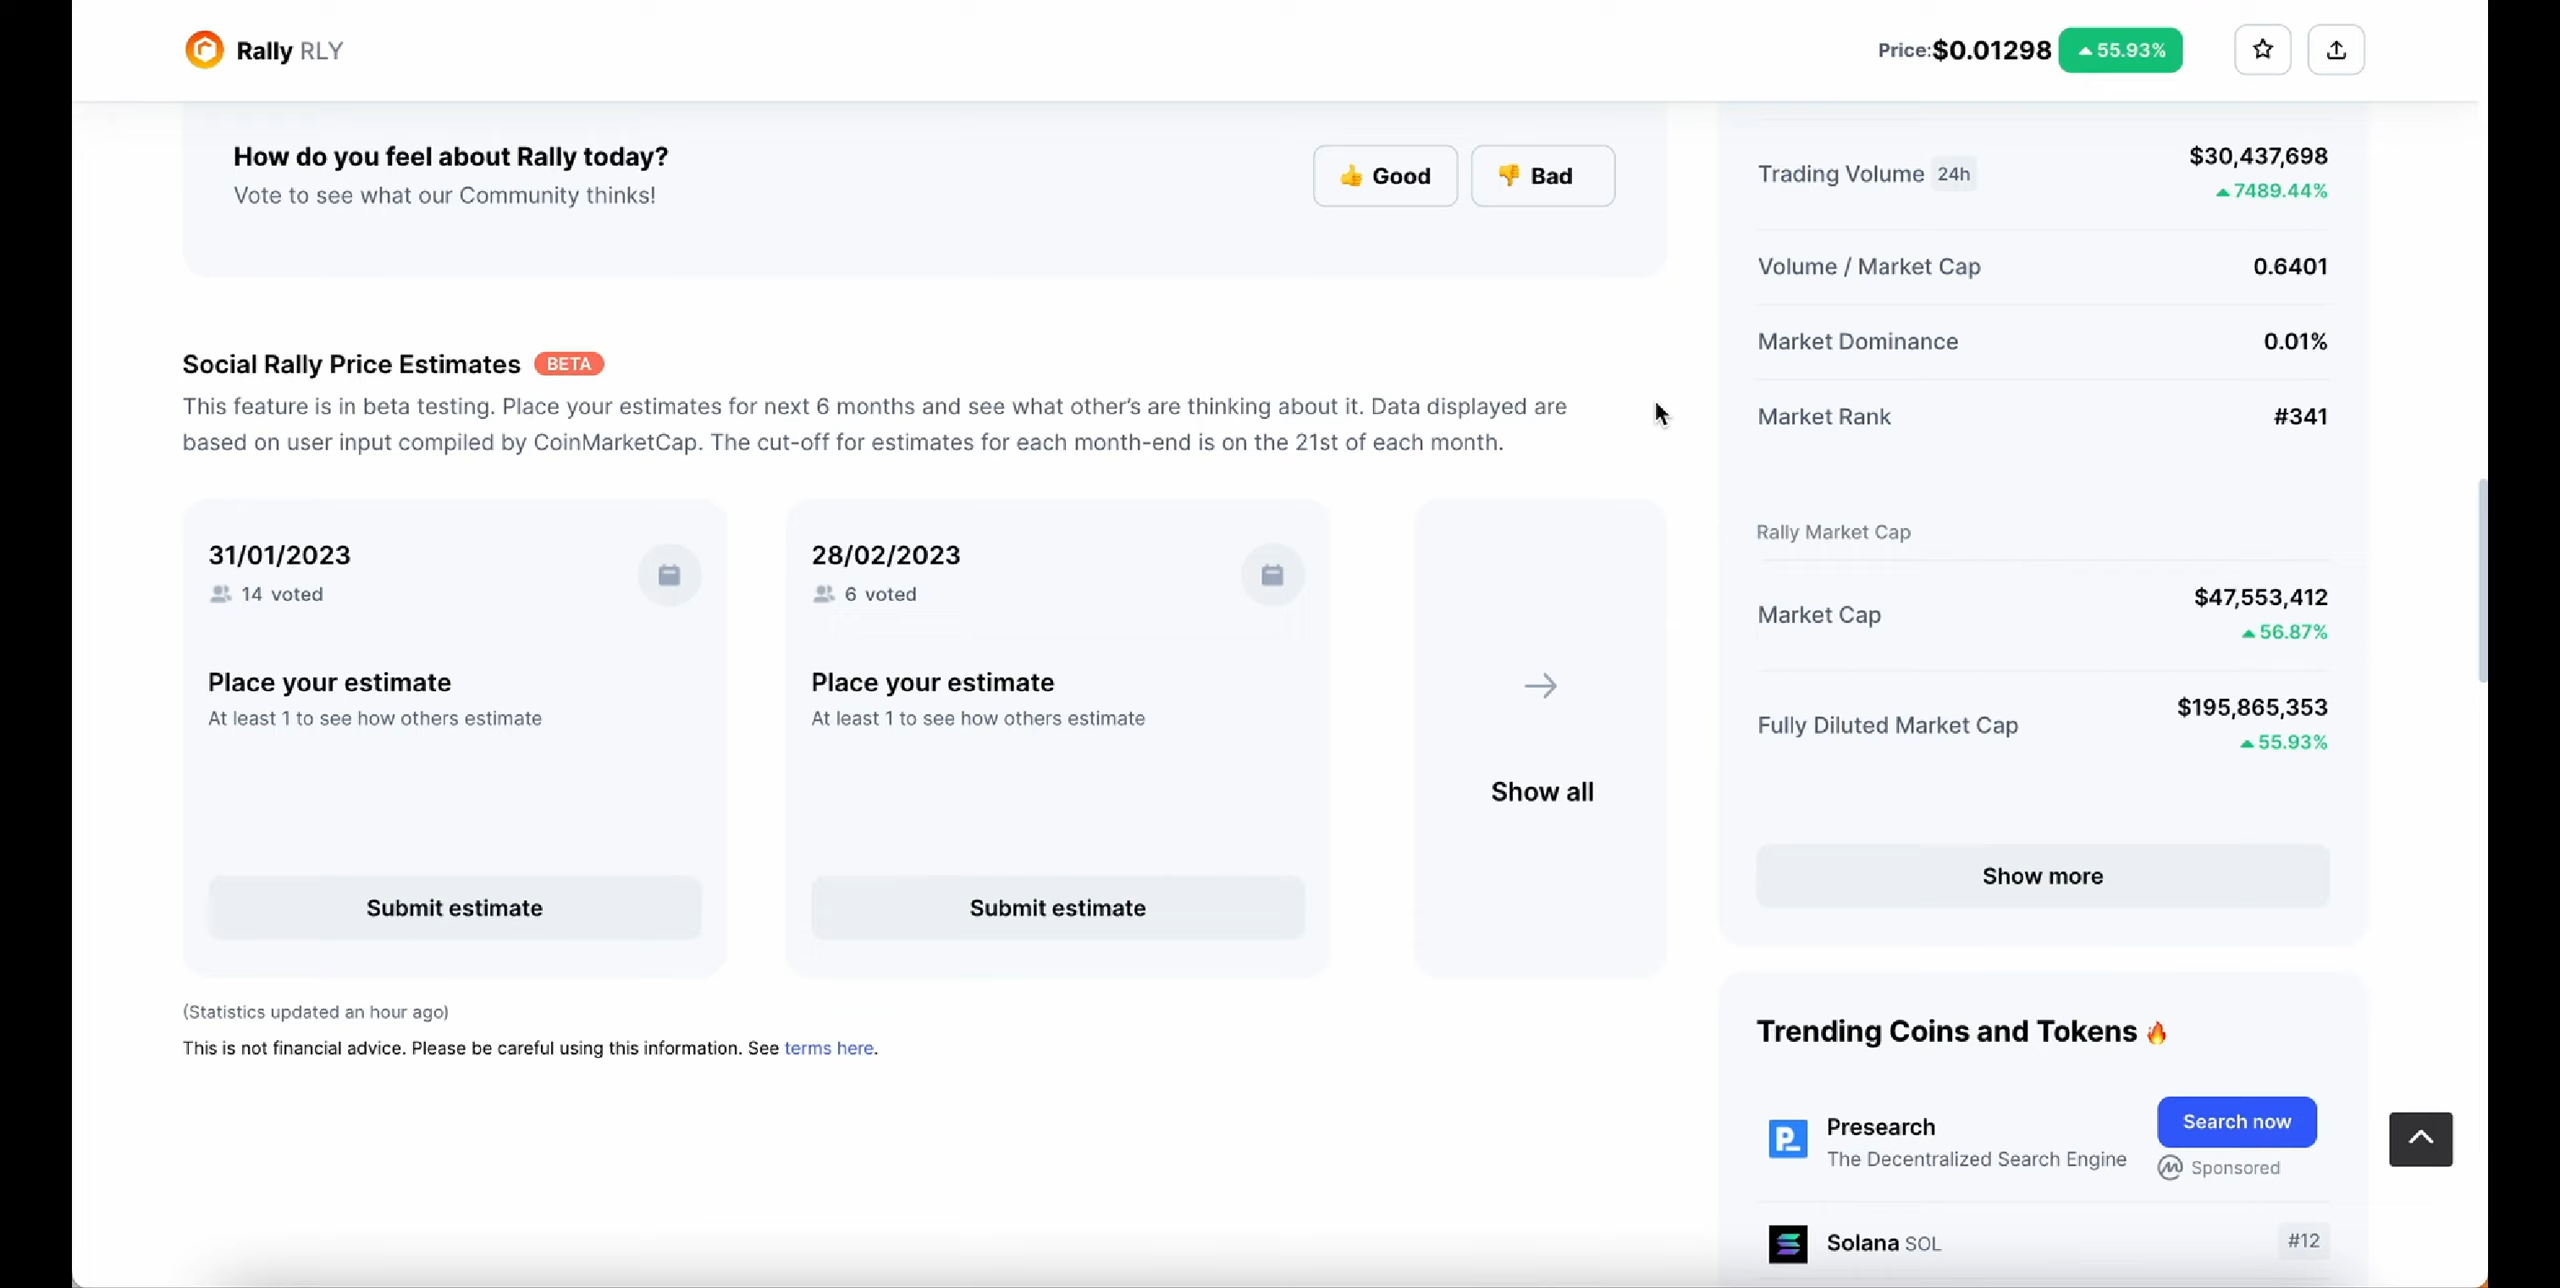 Rally RLY
Price:$0.01298 55.93%
How do you feel about Rally today?
Vote to see what our Community thinks!
Good
Bad
Social Rally Price Estimates BETA
This feature is in beta testing. Place your estimates for next 6 months and see what other's are thinking about it. Data displayed are
based on user input compiled by CoinMarketCap. The cut-off for estimates for each month-end is on the 21st of each month.
31/01/2023
14 voted
Place your estimate
At least 1 to see how others estimate
Submit estimate
28/02/2023
6 voted
Place your estimate
At least 1 to see how others estimate
Submit estimate
Show all
(Statistics updated an hour ago)
This is not financial advice. Please be careful using this information. See terms here.
Trading Volume 24h
$30,437,698
7489.44%
Volume / Market Cap
0.6401
Market Dominance
0.01%
Market Rank
#341
Rally Market Cap
Market Cap
$47,553,412
56.87%
Fully Diluted Market Cap
$195,865,353
55.93%
Show more
Trending Coins and Tokens
Presearch
The Decentralized Search Engine
Search now
Sponsored
Solana SOL
#12